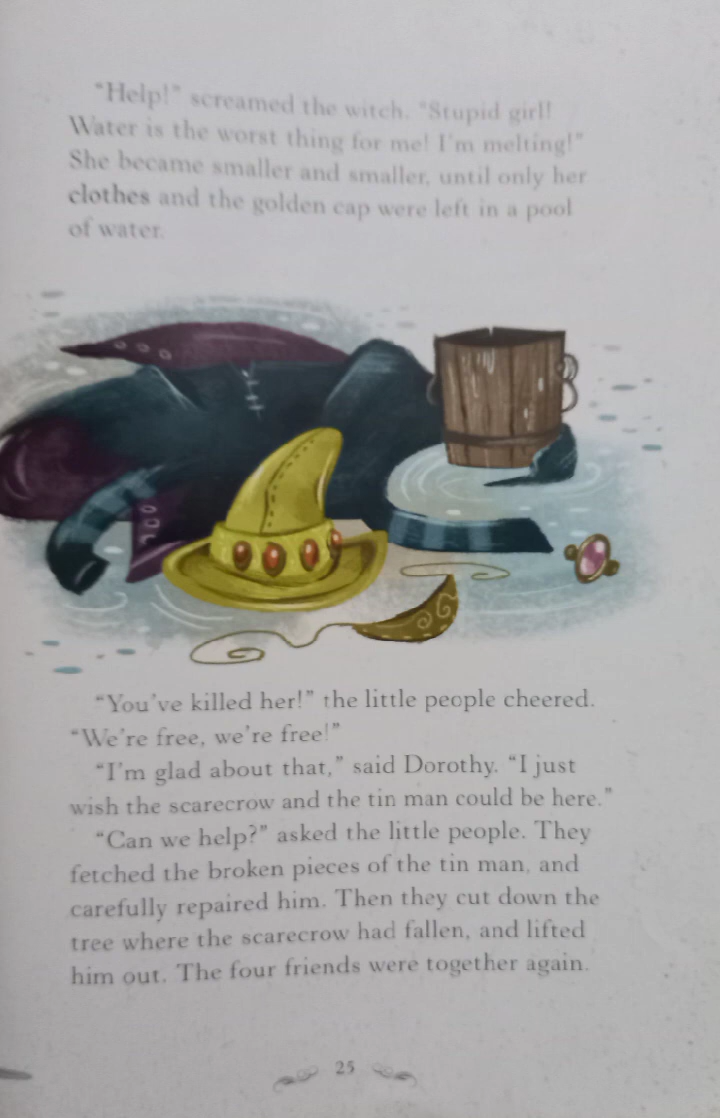 “Help!” screamed the witch. “Stupid girl!
Water is the worst thing for me! I’m melting!”
She became smaller and smaller, until only her
clothes and the golden cap were left in a pool
of water.
“You’ve killed her!” the little people cheered.
“We’re free, we’re free!”
“I’m glad about that,” said Dorothy. “I just
wish the scarecrow and the tin man could be here.”
“Can we help?” asked the little people. They
fetched the broken pieces of the tin man, and
carefully repaired him. Then they cut down the
tree where the scarecrow had fallen, and lifted
him out. The four friends were together again.
25